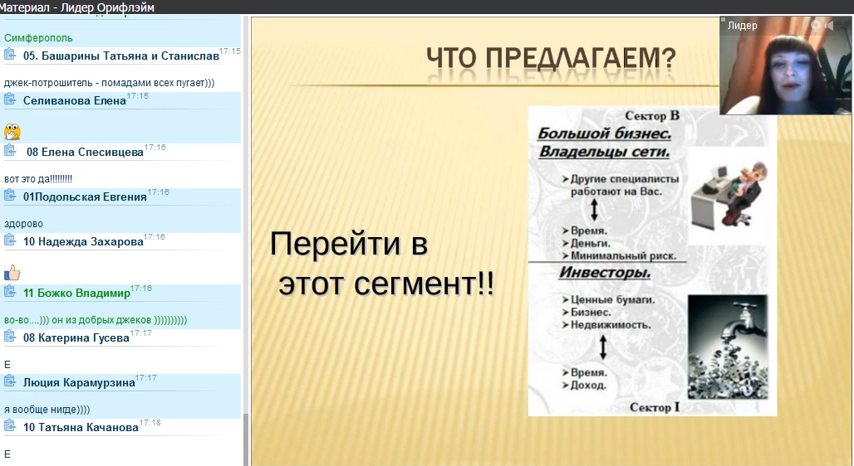 Материал - Лидер Орифлэйм
Симферополь
05. Башарины Татьяна и Станислав 17:15
джек-потрошитель - помадами всех пугает)))
Селиванова Елена 17:15
08 Елена Спесивцева 17:16
вот это да!!!!!!!!!
01Подольская Евгения 17:16
здорово
10 Надежда Захарова 17:16
11 Божко Владимир 17:16
во-во....))) он из добрых джеков ))))))))))
08 Катерина Гусева 17:17
Е
Люция Карамурзина 17:17
я вообще нигде))))
10 Татьяна Качанова 17:18
Е
ЧТО ПРЕДЛАГАЕМ?
Перейти в
этот сегмент!!
Сектор B
Большой бизнес.
Владельцы сети.
Другие специалисты
работают на Вас.
Время.
Деньги.
Минимальный риск.
Инвесторы.
Ценные бумаги.
Бизнес.
Недвижимость.
Время.
Доход.
Сектор I
Лидер